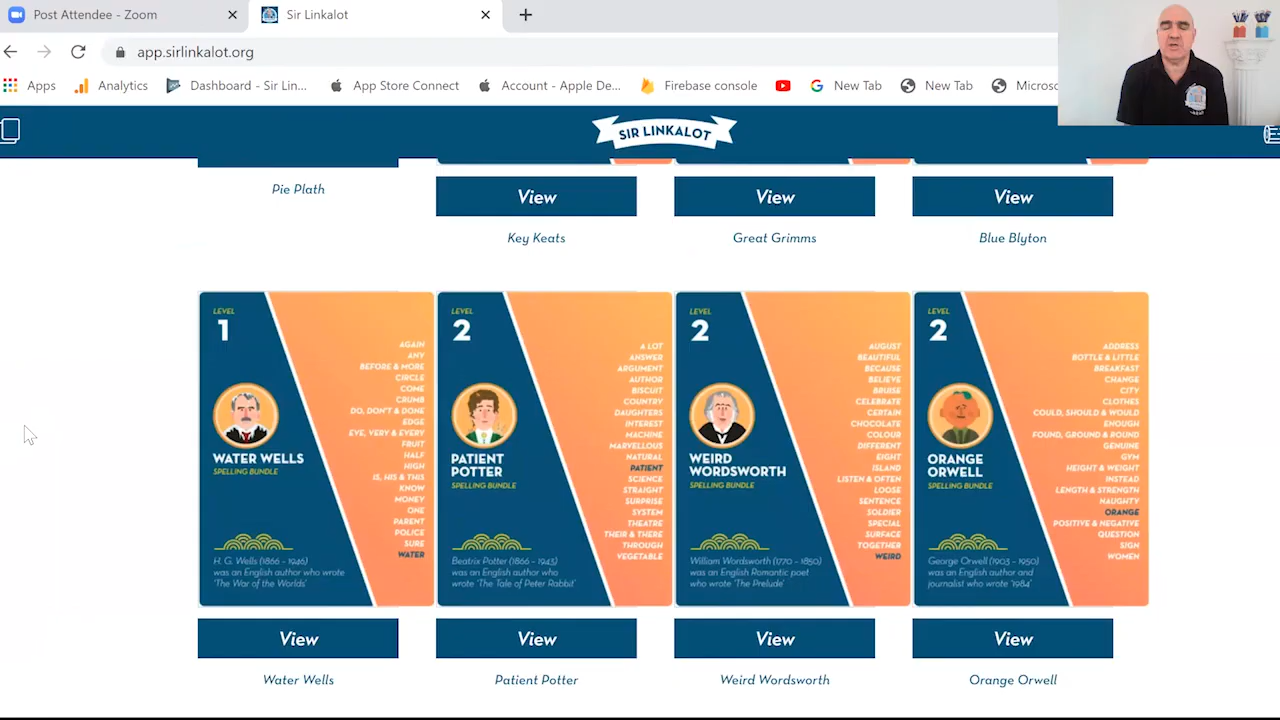 Post Attendee - Zoom
Sir Linkalot
app.sirlinkalot.org
Apps
Analytics
Dashboard - Sir Lin...
App Store Connect
Account - Apple De...
Firebase console
New Tab
New Tab
Microso
SIR LINKALOT
Pie Plath
View
View
View
Key Keats
Great Grimms
Blue Blyton
LEVEL
1
WATER WELLS
SPELLING BUNDLE
AGAIN
ANY
BEFORE & MORE
CIRCLE
COME
CRUMB
DO, DON'T & DONE
EDGE
EVE, VERY & EVERY
FRUIT
HALF
HIGH
IS, HIS & THIS
KNOW
MONEY
ONE
PARENT
POLICE
SURE
WATER
H. G. Wells (1866 - 1946)
was an English author who wrote
'The War of the Worlds'
LEVEL
2
PATIENT
POTTER
SPELLING BUNDLE
A LOT
ANSWER
ARGUMENT
AUTHOR
BISCUIT
COUNTRY
DAUGHTERS
INTEREST
MACHINE
MARVELLOUS
NATURAL
PATIENT
SCIENCE
STRAIGHT
SURPRISE
SYSTEM
THEATRE
THEIR & THERE
THROUGH
VEGETABLE
Beatrix Potter (1866 - 1943)
was an English author who
wrote 'The Tale of Peter Rabbit'
LEVEL
2
WEIRD
WORDSWORTH
SPELLING BUNDLE
AUGUST
BEAUTIFUL
BECAUSE
BELIEVE
BRUISE
CELEBRATE
CERTAIN
CHOCOLATE
COLOUR
DIFFERENT
EIGHT
ISLAND
LISTEN & OFTEN
LOOSE
SENTENCE
SOLDIER
SPECIAL
SURFACE
TOGETHER
WEIRD
William Wordsworth (1770 - 1850)
was an English Romantic poet
who wrote 'The Prelude'
LEVEL
2
ORANGE
ORWELL
SPELLING BUNDLE
ADDRESS
BOTTLE & LITTLE
BREAKFAST
CHANGE
CITY
CLOTHES
COULD, SHOULD & WOULD
ENOUGH
FOUND, GROUND & ROUND
GENUINE
GYM
HEIGHT & WEIGHT
INSTEAD
LENGTH & STRENGTH
NAUGHTY
ORANGE
POSITIVE & NEGATIVE
QUESTION
SIGN
WOMEN
George Orwell (1903 - 1950)
was an English author and
journalist who wrote '1984'
View
View
View
View
Water Wells
Patient Potter
Weird Wordsworth
Orange Orwell